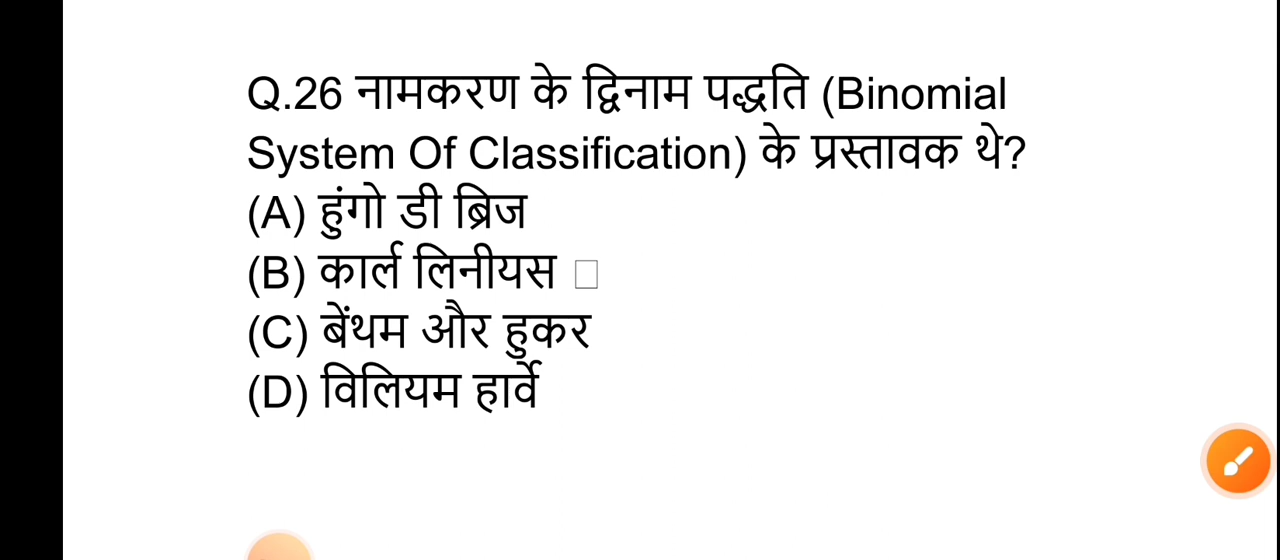 Q.26 नामकरण के द्विनाम पद्धति (Binomial
System Of Classification) के प्रस्तावक थे?
(A) हुंगो डी ब्रिज
(B) कार्ल लिनीयस
(C) बेंथम और हुकर
(D) विलियम हार्वे